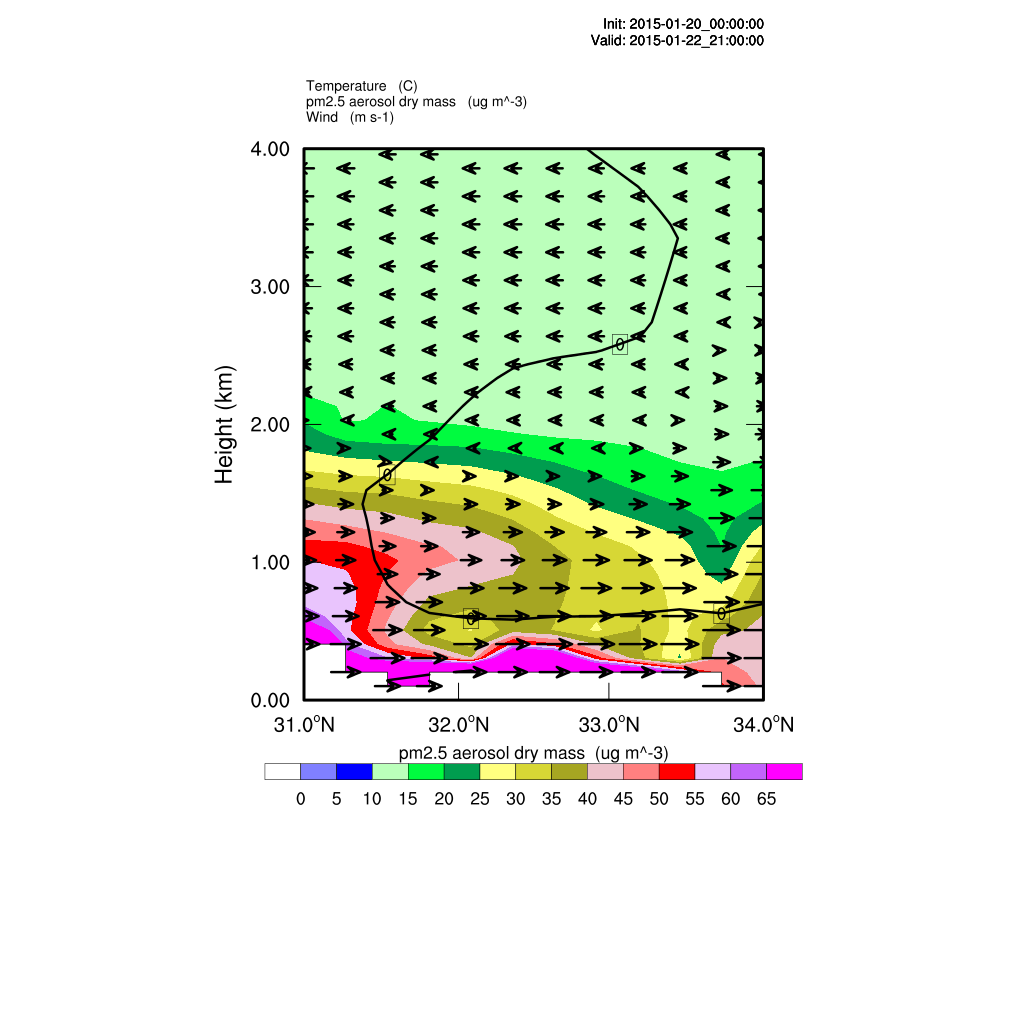 Init: 2015-01-20_00:00:00
Valid: 2015-01-22_21:00:00
Temperature (C)
pm2.5 aerosol dry mass (ug m^-3)
Wind (m s-1)
4.00
3.00
2.00
1.00
0.00
Height (km)
0
0
0
0
31.0°N 32.0°N 33.0°N 34.0°N
pm2.5 aerosol dry mass (ug m^-3)
0 5 10 15 20 25 30 35 40 45 50 55 60 65